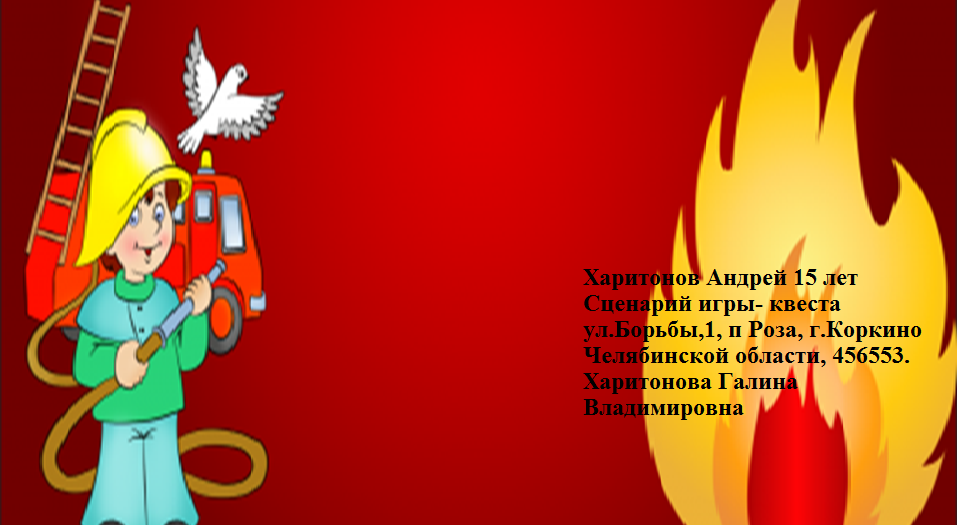 Харитонов Андрей 15 лет
Сценарий игры- квеста
ул.Борьбы,1, п Роза, г.Коркино
Челябинской области, 456553.
Харитонова Галина
Владимировна